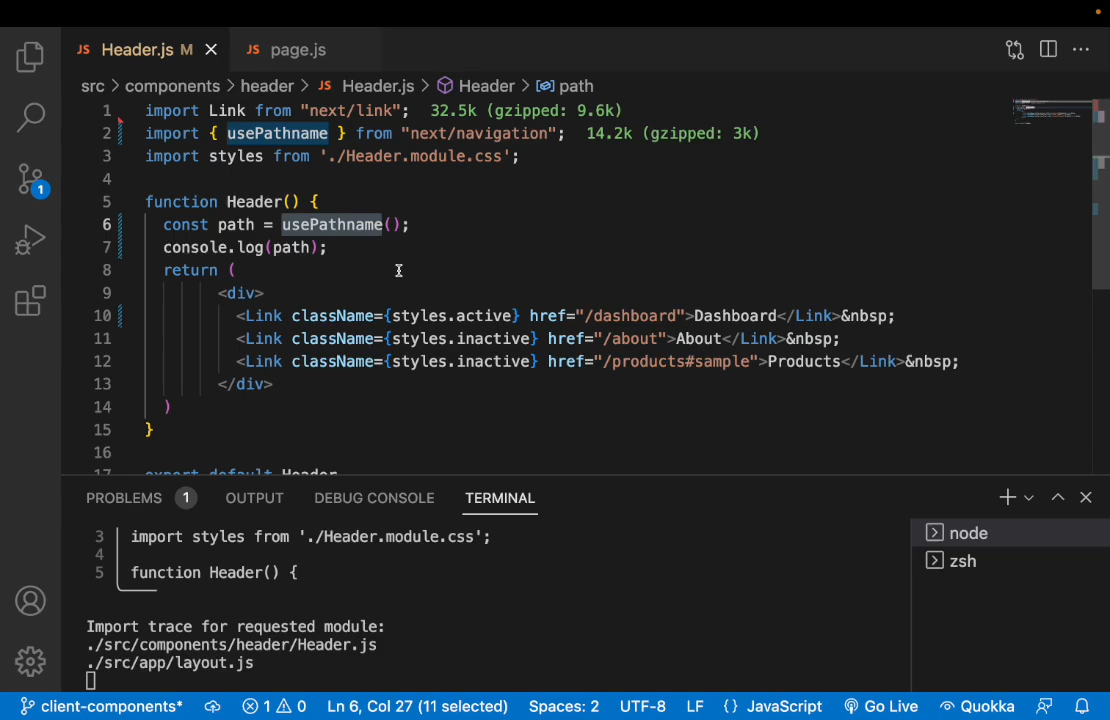 JS Header.js M
JS page.js
src > components > header > JS Header.js > Header > path
1 import Link from "next/link"; 32.5k (gzipped: 9.6k)
2 import { usePathname } from "next/navigation"; 14.2k (gzipped: 3k)
3 import styles from './Header.module.css';
4
5 function Header() {
6 const path = usePathname();
7 console.log(path);
8 return (
9 <div>
10 <Link className={styles.active} href="/dashboard">Dashboard</Link>&nbsp;
11 <Link className={styles.inactive} href="/about">About</Link>&nbsp;
12 <Link className={styles.inactive} href="/products#sample">Products</Link>&nbsp;
13 </div>
14 )
15 }
16
17 export default Header
1
PROBLEMS 1 OUTPUT DEBUG CONSOLE TERMINAL
3 import styles from './Header.module.css';
4
5 function Header() {
Import trace for requested module:
./src/components/header/Header.js
./src/app/layout.js
node
zsh
client-components* 1 0 Ln 6, Col 27 (11 selected) Spaces: 2 UTF-8 LF {} JavaScript Go Live Quokka